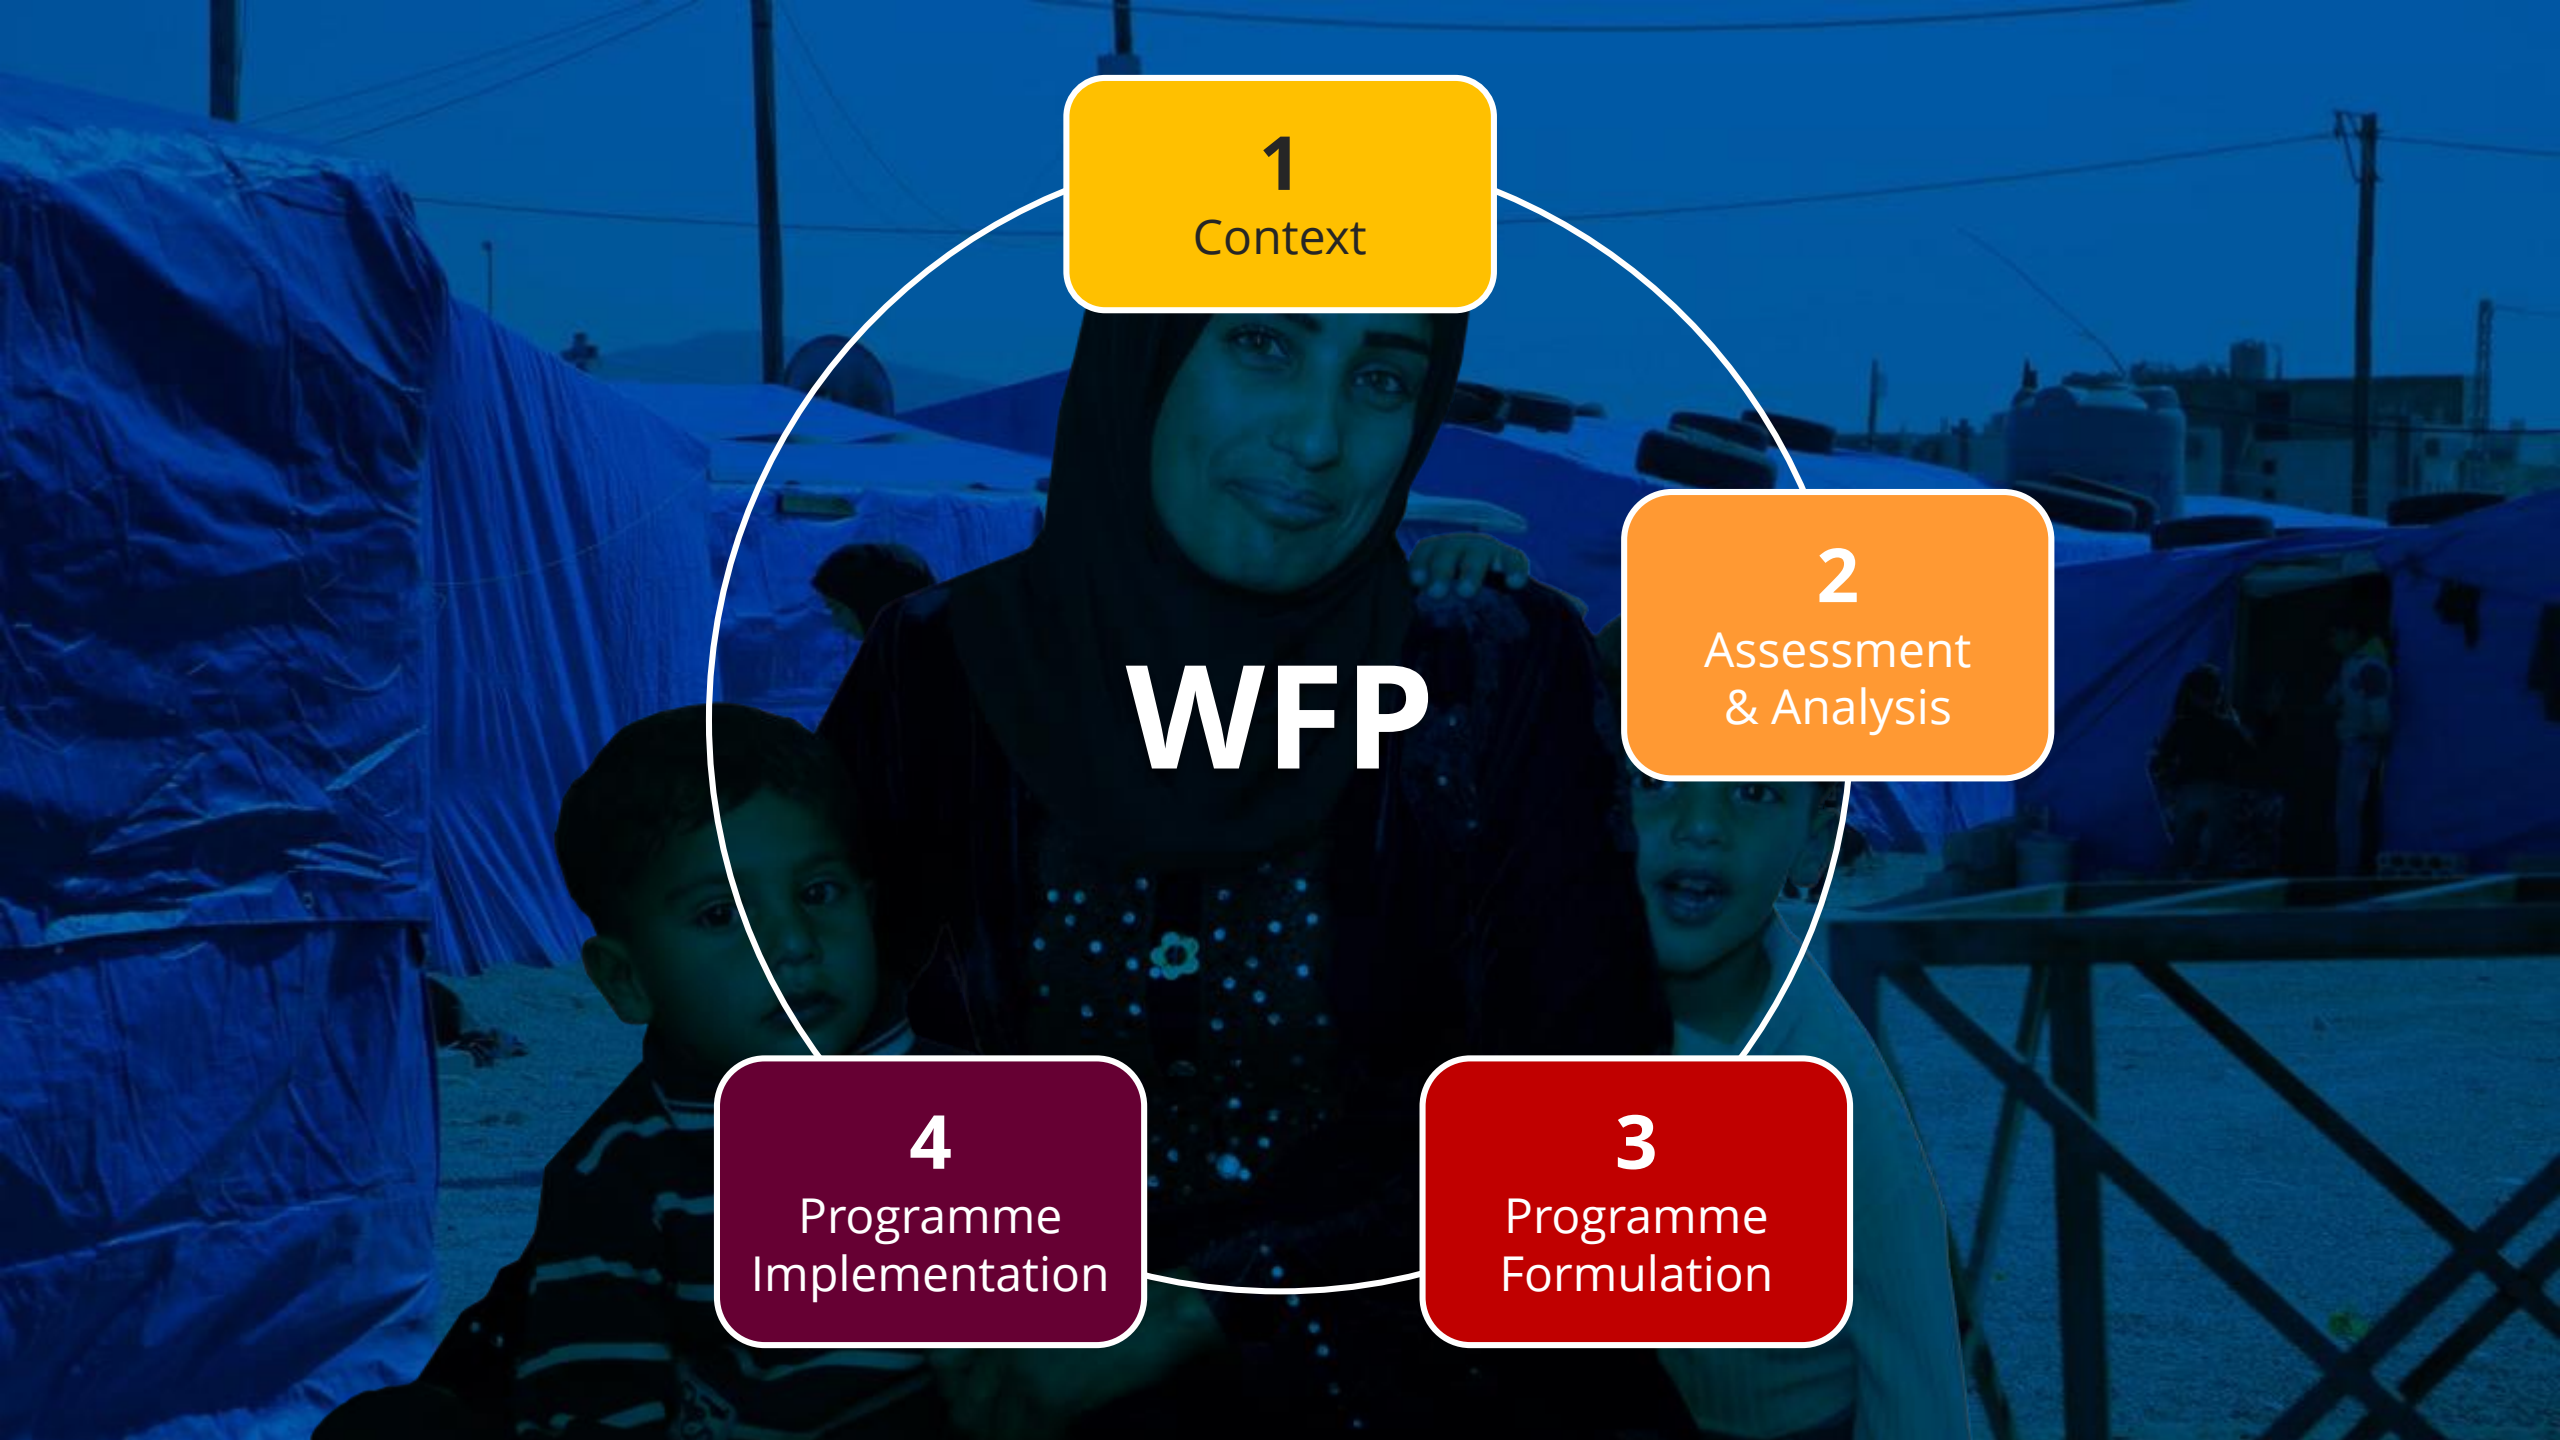 1
Context
2
Assessment
& Analysis
WFP
4
Programme
Implementation
3
Programme
Formulation